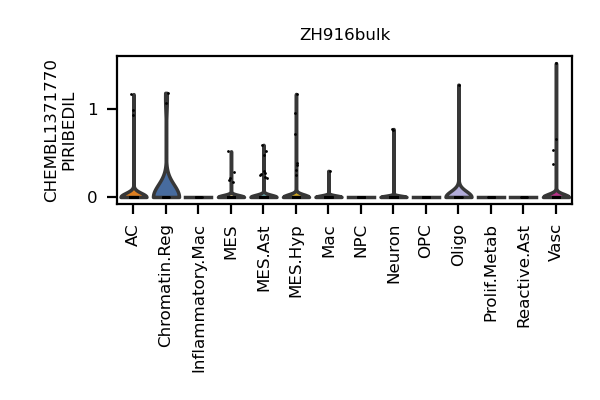 ZH916bulk
CHEMBL1371770
PIRIBEDIL
1
0
AC
Chromatin.Reg
Inflammatory.Mac
MES
MES.Ast
MES.Hyp
Mac
NPC
Neuron
OPC
Oligo
Prolif.Metab
Reactive.Ast
Vasc